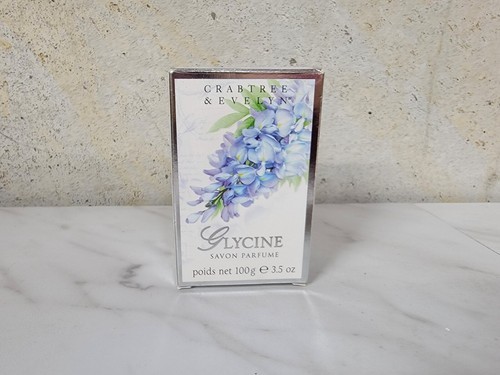 CRABTREE
& EVELYN®
GLYCINE
SAVON PARFUME
poids net 100g ℮ 3.5 oz